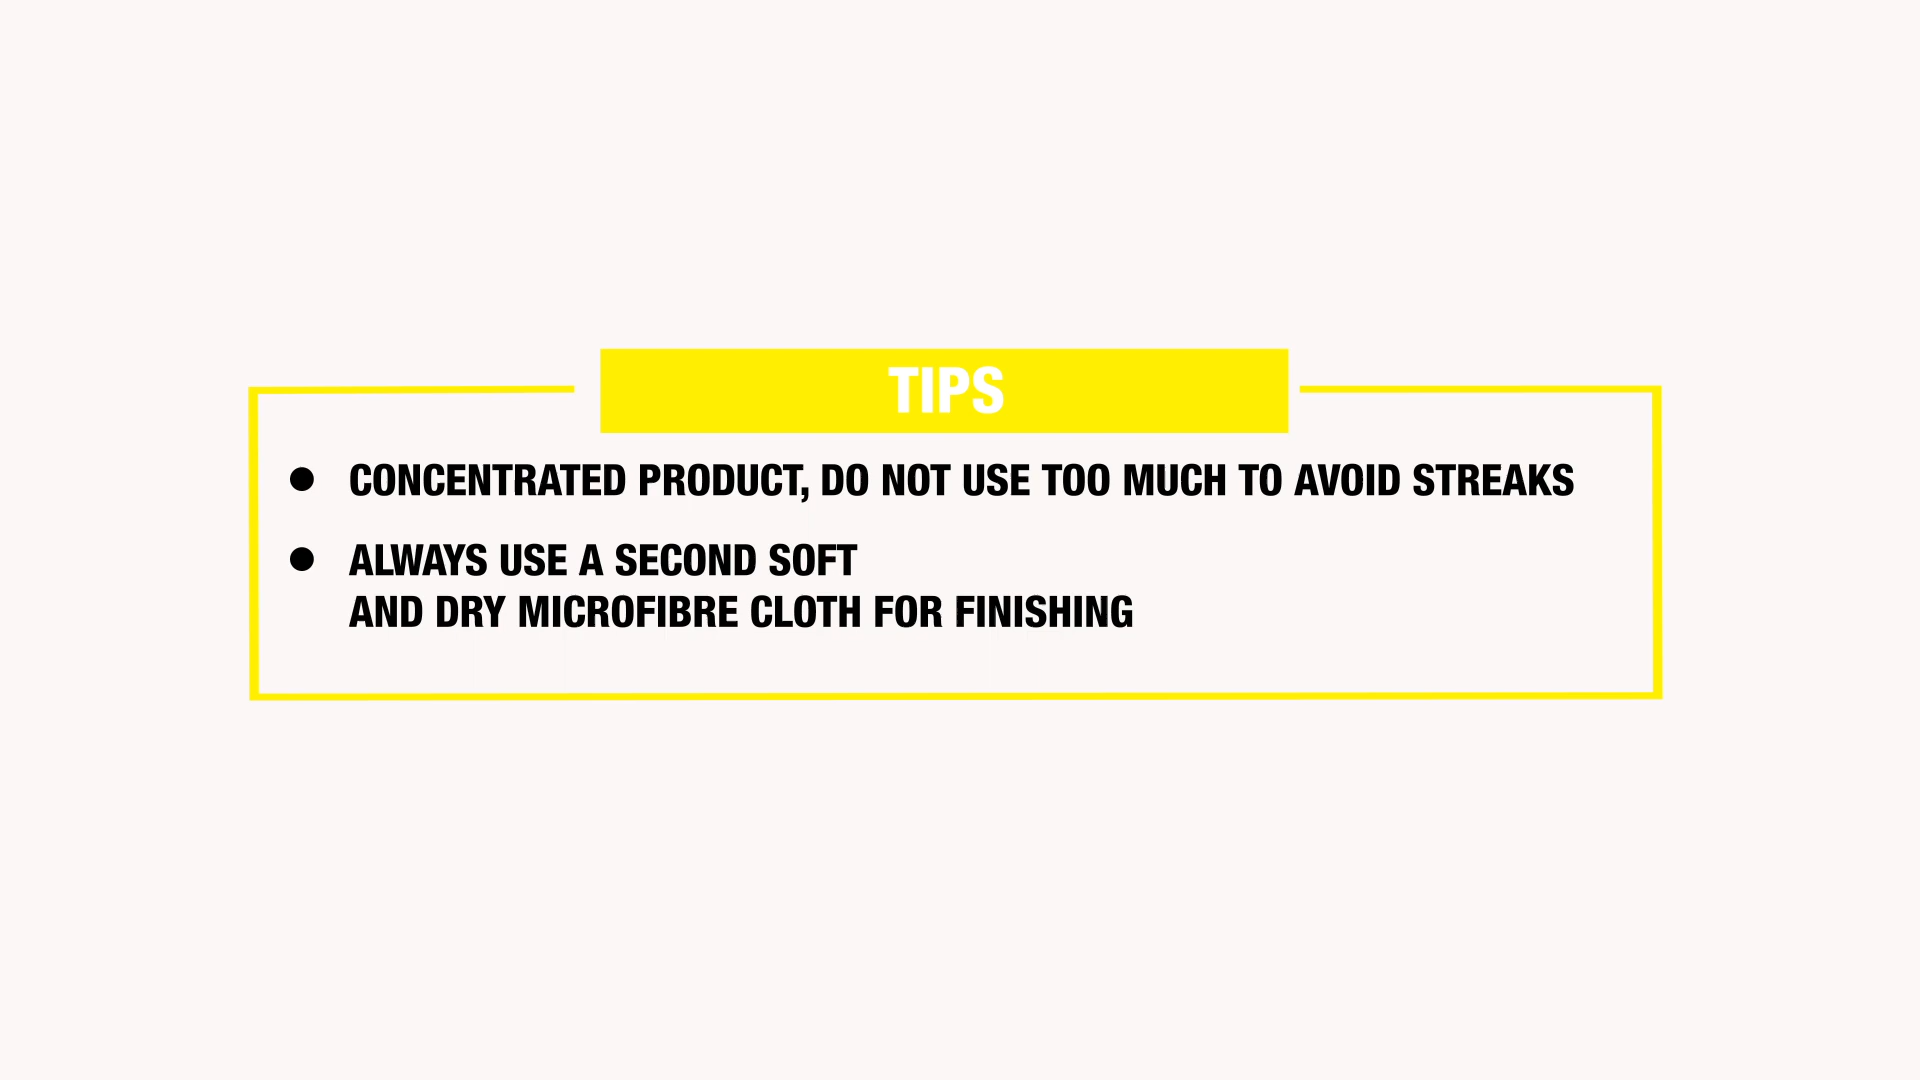 TIPS
● CONCENTRATED PRODUCT, DO NOT USE TOO MUCH TO AVOID STREAKS
● ALWAYS USE A SECOND SOFT
AND DRY MICROFIBRE CLOTH FOR FINISHING